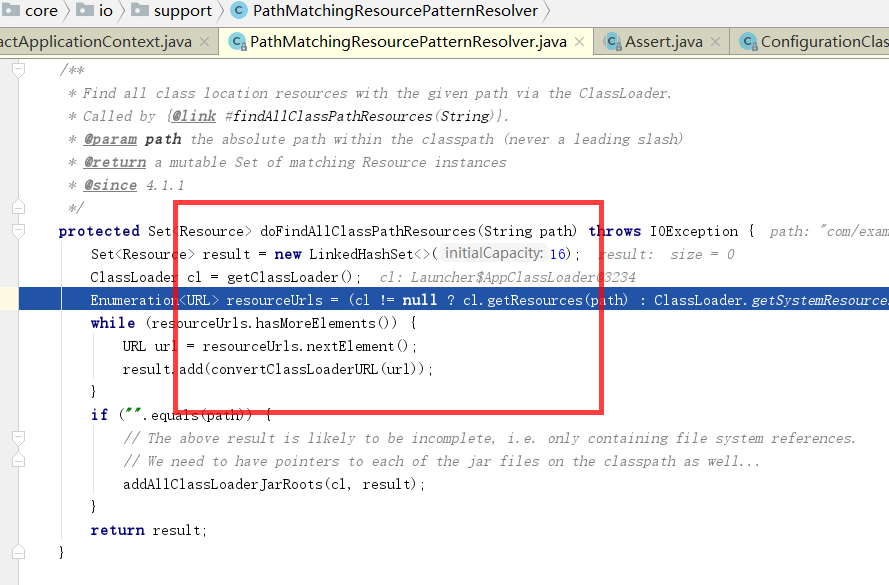 core io support PathMatchingResourcePatternResolver
actApplicationContext.java PathMatchingResourcePatternResolver.java Assert.java ConfigurationClas
/**
* Find all class location resources with the given path via the ClassLoader.
* Called by {@link #findAllClassPathResources(String)}.
* @param path the absolute path within the classpath (never a leading slash)
* @return a mutable Set of matching Resource instances
* @since 4.1.1
*/
protected Set<Resource> doFindAllClassPathResources(String path) throws IOException { path: "com/exam
Set<Resource> result = new LinkedHashSet<>( initialCapacity: 16); result: size = 0
ClassLoader cl = getClassLoader(); cl: Launcher$AppClassLoader@3234
Enumeration<URL> resourceUrls = (cl != null ? cl.getResources(path) : ClassLoader.getSystemResource
while (resourceUrls.hasMoreElements()) {
URL url = resourceUrls.nextElement();
result.add(convertClassLoaderURL(url));
}
if ("".equals(path)) {
// The above result is likely to be incomplete, i.e. only containing file system references.
// We need to have pointers to each of the jar files on the classpath as well...
addAllClassLoaderJarRoots(cl, result);
}
return result;
}